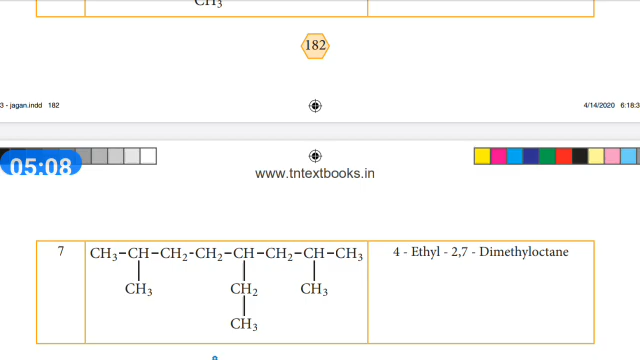 CH₃
182
3 - jagan.indd 182
4/14/2020 6:18:3
05:08
www.tntextbooks.in
7
CH₃–CH–CH₂-CH₂–CH–CH₂–CH–CH₃
4 - Ethyl - 2,7 - Dimethyloctane
CH₃ CH₂ CH₃
CH₃